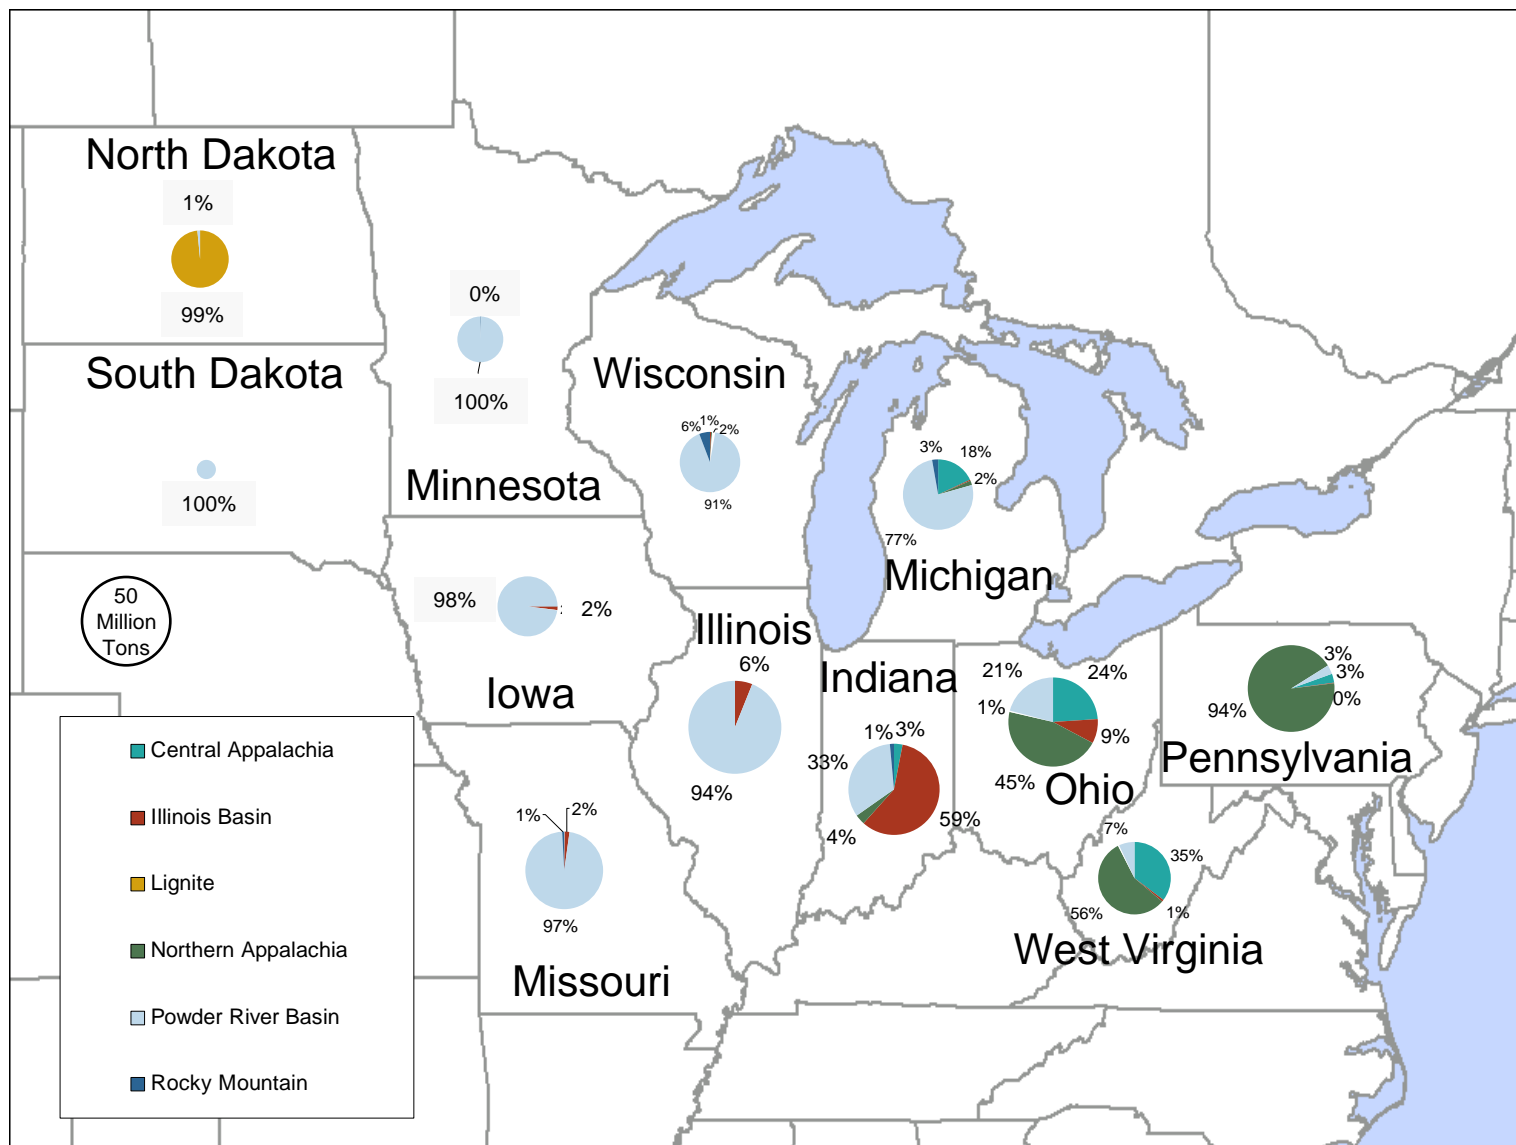 North Dakota
1%
99%
South Dakota
100%
0%
100%
Minnesota
Wisconsin
6%
1%
2%
91%
3%
18%
2%
77%
Michigan
50
Million
Tons
98%
2%
Iowa
Illinois
6%
94%
Indiana
1%
3%
33%
59%
4%
21%
24%
1%
9%
45%
Ohio
3%
3%
0%
94%
Pennsylvania
7%
35%
56%
1%
West Virginia
1%
2%
97%
Missouri
Central Appalachia
Illinois Basin
Lignite
Northern Appalachia
Powder River Basin
Rocky Mountain